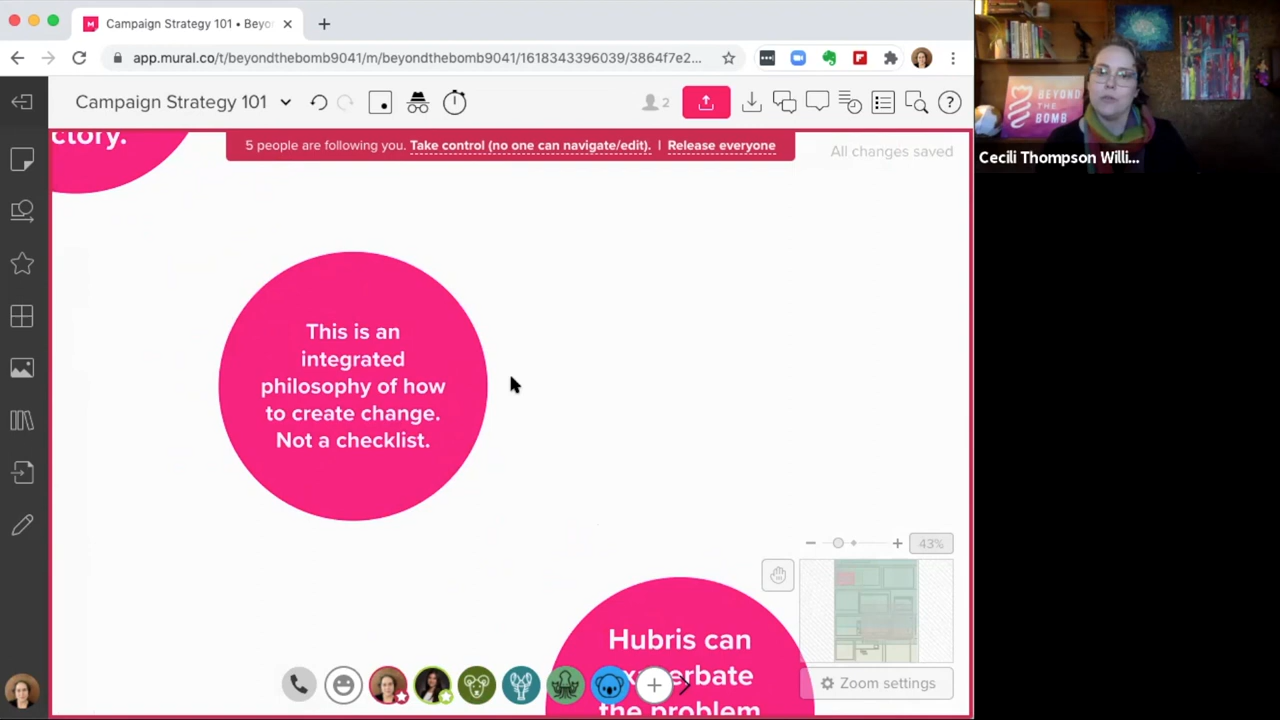 Campaign Strategy 101 • Beyo
app.mural.co/t/beyondthebomb9041/m/beyondthebomb9041/1618343396039/3864f7e2...
Campaign Strategy 101
2
ctory.
5 people are following you. Take control (no one can navigate/edit). | Release everyone
All changes saved
BEYOND
THE
BOMB
Cecili Thompson Willi...
This is an
integrated
philosophy of how
to create change.
Not a checklist.
43%
Hubris can
the problem
Zoom settings